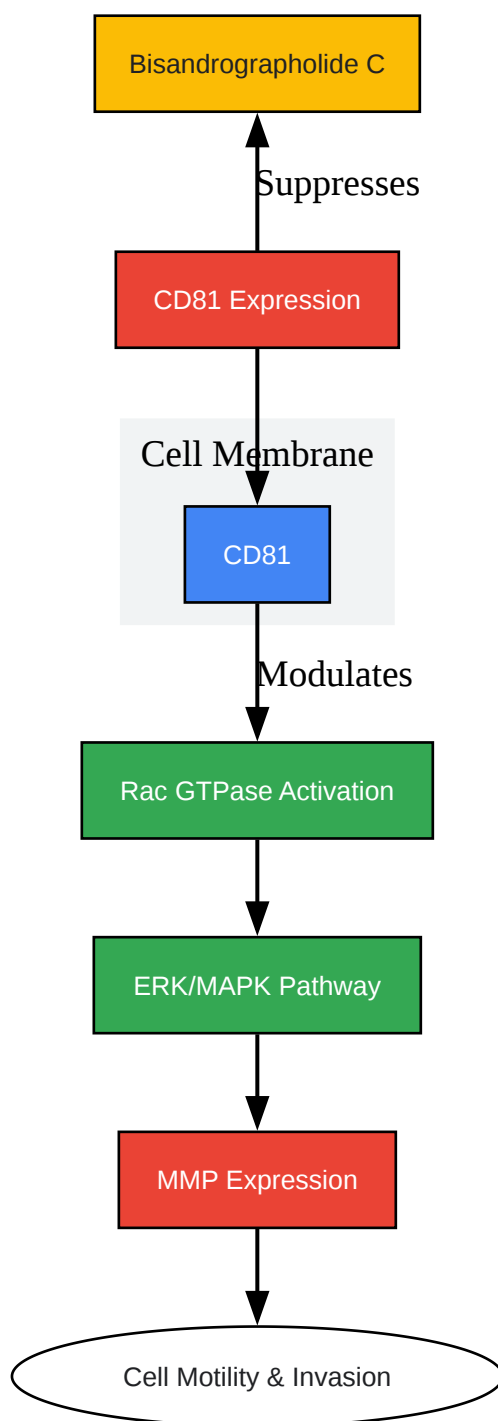 Bisandrographolide C
Suppresses
CD81 Expression
Cell Membrane
CD81
Modulates
Rac GTPase Activation
ERK/MAPK Pathway
MMP Expression
Cell Motility & Invasion